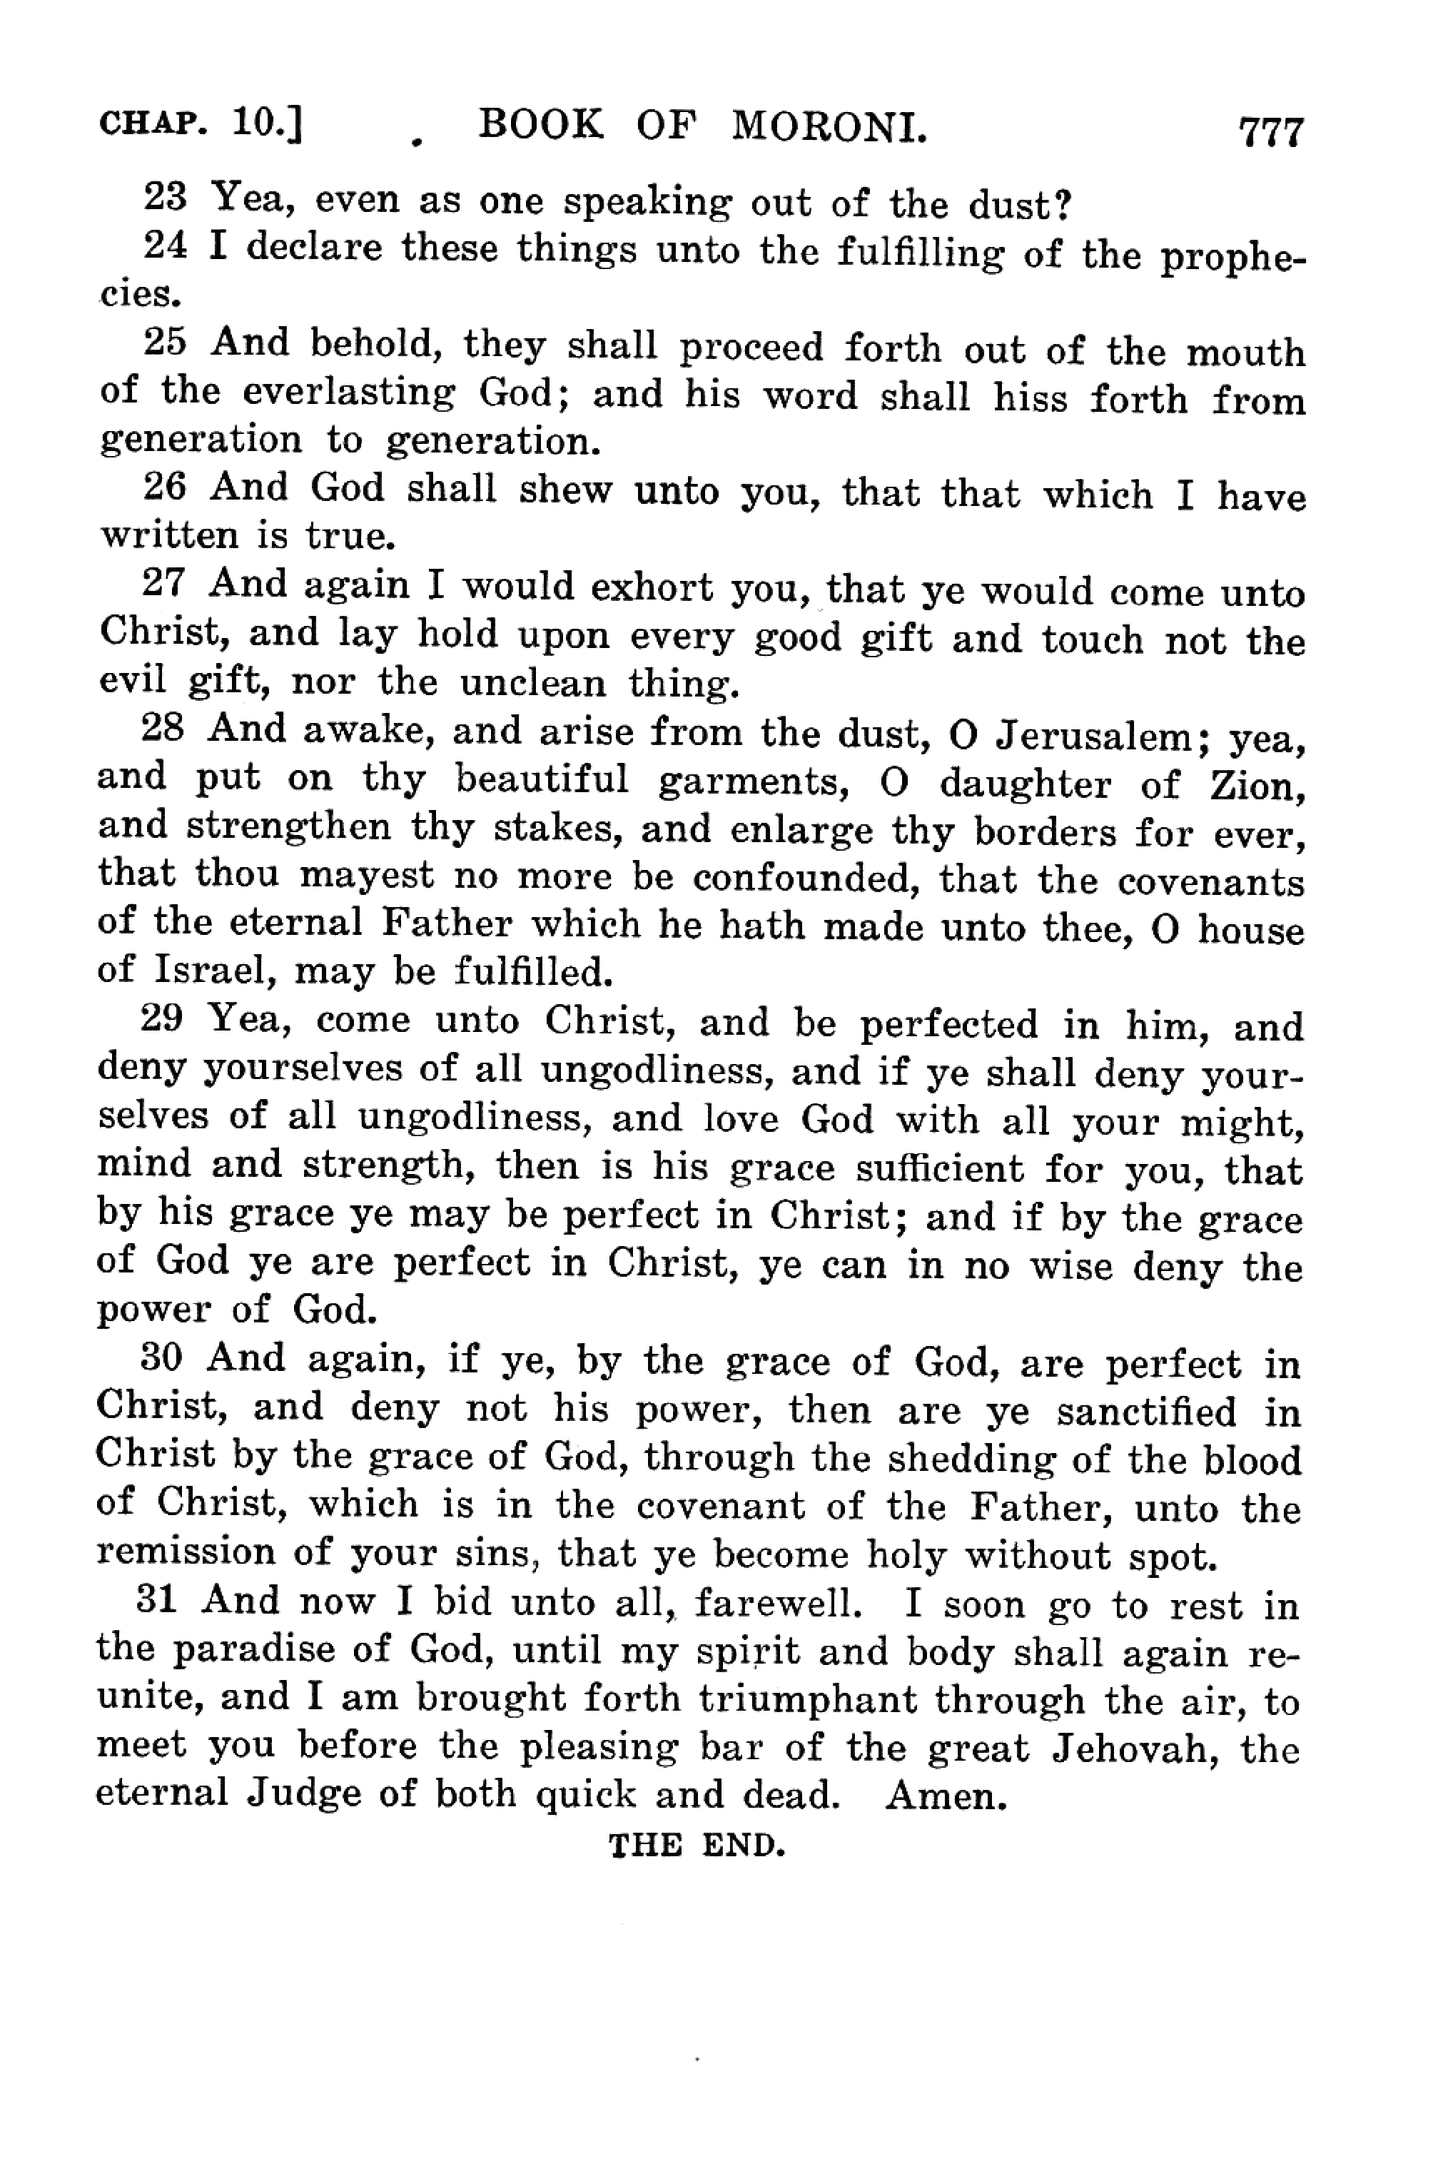 CHAP. 10.] BOOK OF MORONI. 777
23 Yea, even as one speaking out of the dust?
24 I declare these things unto the fulfilling of the prophe-
cies.
25 And behold, they shall proceed forth out of the mouth
of the everlasting God; and his word shall hiss forth from
generation to generation.
26 And God shall shew unto you, that that which I have
written is true.
27 And again I would exhort you, that ye would come unto
Christ, and lay hold upon every good gift and touch not the
evil gift, nor the unclean thing.
28 And awake, and arise from the dust, O Jerusalem; yea,
and put on thy beautiful garments, O daughter of Zion,
and strengthen thy stakes, and enlarge thy borders for ever,
that thou mayest no more be confounded, that the covenants
of the eternal Father which he hath made unto thee, O house
of Israel, may be fulfilled.
29 Yea, come unto Christ, and be perfected in him, and
deny yourselves of all ungodliness, and if ye shall deny your-
selves of all ungodliness, and love God with all your might,
mind and strength, then is his grace sufficient for you, that
by his grace ye may be perfect in Christ; and if by the grace
of God ye are perfect in Christ, ye can in no wise deny the
power of God.
30 And again, if ye, by the grace of God, are perfect in
Christ, and deny not his power, then are ye sanctified in
Christ by the grace of God, through the shedding of the blood
of Christ, which is in the covenant of the Father, unto the
remission of your sins, that ye become holy without spot.
31 And now I bid unto all, farewell. I soon go to rest in
the paradise of God, until my spirit and body shall again re-
unite, and I am brought forth triumphant through the air, to
meet you before the pleasing bar of the great Jehovah, the
eternal Judge of both quick and dead. Amen.
THE END.